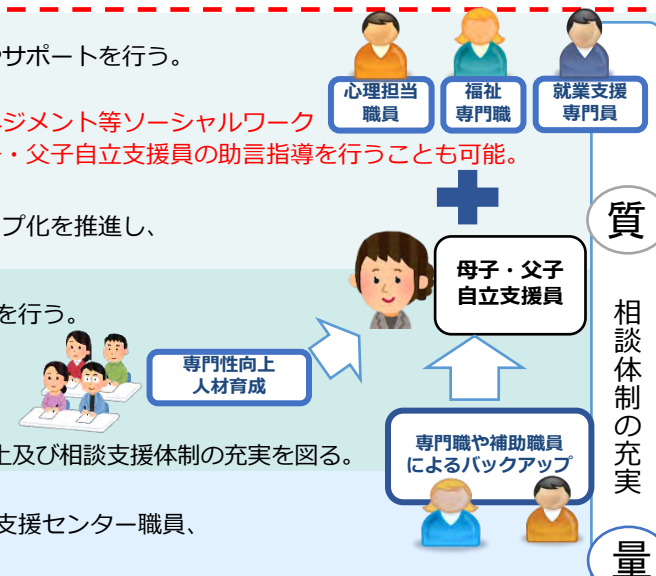 サポートを行う。
心理担当
職員
福祉
専門職
就業支援
専門員
ジメント等ソーシャルワーク
・父子自立支援員の助言指導を行うことも可能。
プ化を推進し、
質
母子・父子
自立支援員
を行う。
専門性向上
人材育成
相談体制の充実
上及び相談支援体制の充実を図る。
専門職や補助職員
によるバックアップ
支援センター職員、
量